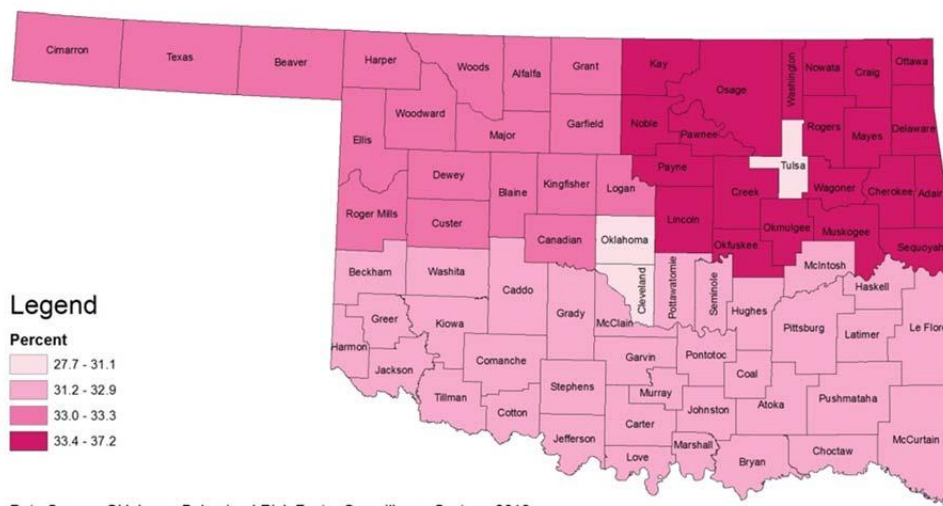 Cimarron
Texas
Beaver
Harper
Woods
Alfalfa
Grant
Kay
Osage
Washington
Nowata
Craig
Ottawa
Woodward
Ellis
Major
Garfield
Noble
Pawnee
Rogers
Mayes
Delaware
Tulsa
Dewey
Blaine
Kingfisher
Logan
Payne
Creek
Wagoner
Cherokee
Adair
Roger Mills
Custer
Canadian
Oklahoma
Lincoln
Okfuskee
Okmulgee
Muskogee
Sequoyah
Beckham
Washita
Caddo
Cleveland
Pottawatomie
Seminole
McIntosh
Haskell
Hughes
Greer
Kiowa
Grady
McClain
Pittsburg
Latimer
Le Flore
Harmon
Jackson
Comanche
Garvin
Pontotoc
Coal
Tillman
Cotton
Stephens
Murray
Johnston
Atoka
Pushmataha
Jefferson
Carter
Love
Marshall
Bryan
Choctaw
McCurtain
Legend
Percent
27.7 - 31.1
31.2 - 32.9
33.0 - 33.3
33.4 - 37.2